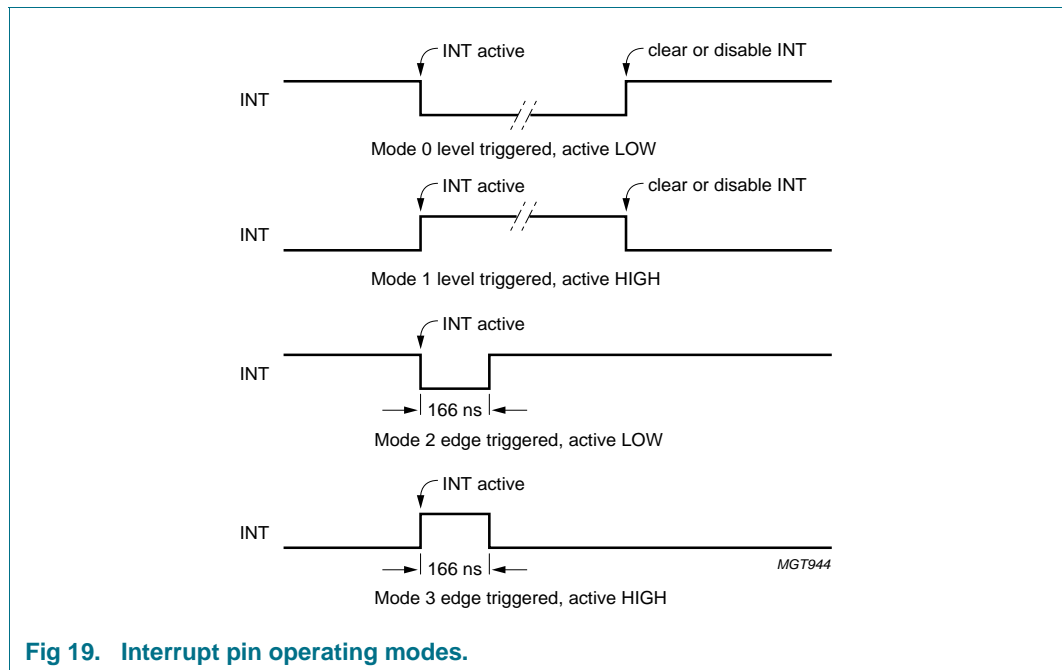 INT active
clear or disable INT
INT
Mode 0 level triggered, active LOW
INT active
clear or disable INT
INT
Mode 1 level triggered, active HIGH
INT active
INT
166 ns
Mode 2 edge triggered, active LOW
INT active
INT
166 ns
MGT944
Mode 3 edge triggered, active HIGH
Fig 19. Interrupt pin operating modes.